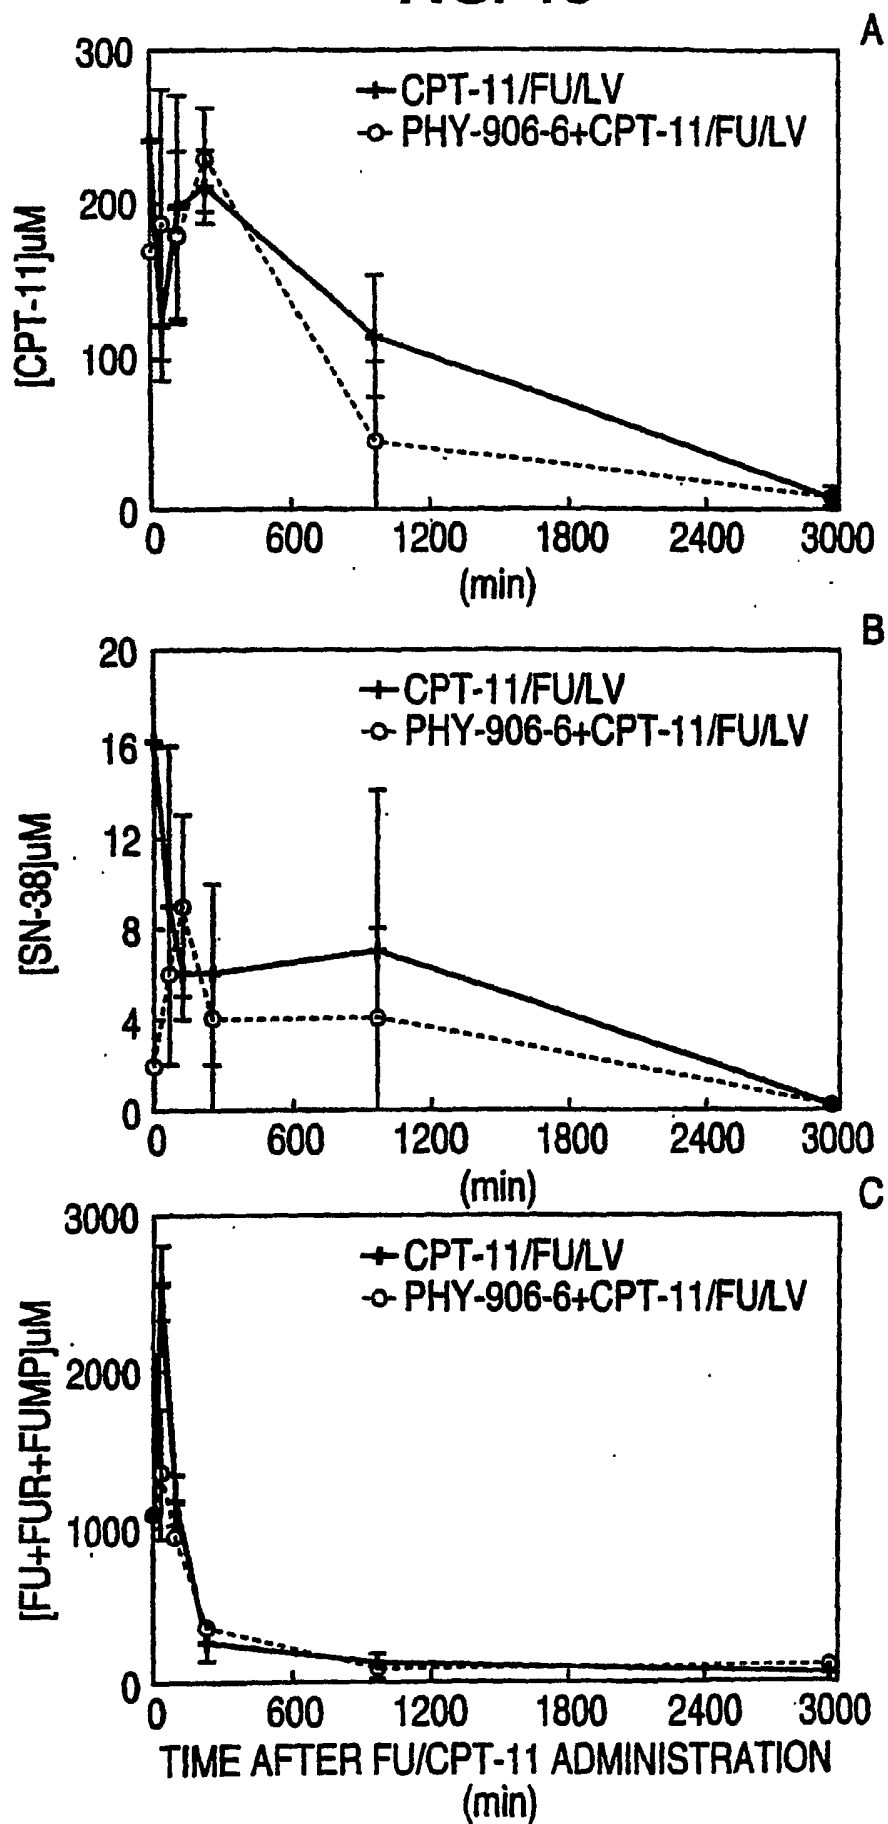 A
300
CPT-11/FU/LV
PHY-906-6+CPT-11/FU/LV
200
[CPT-11]uM
100
0
0 600 1200 1800 2400 3000
(min)
B
20
CPT-11/FU/LV
PHY-906-6+CPT-11/FU/LV
16
12
[SN-38]uM
8
4
0
0 600 1200 1800 2400 3000
(min)
C
3000
CPT-11/FU/LV
PHY-906-6+CPT-11/FU/LV
2000
[FU+FUR+FUMP]uM
1000
0
0 600 1200 1800 2400 3000
TIME AFTER FU/CPT-11 ADMINISTRATION
(min)